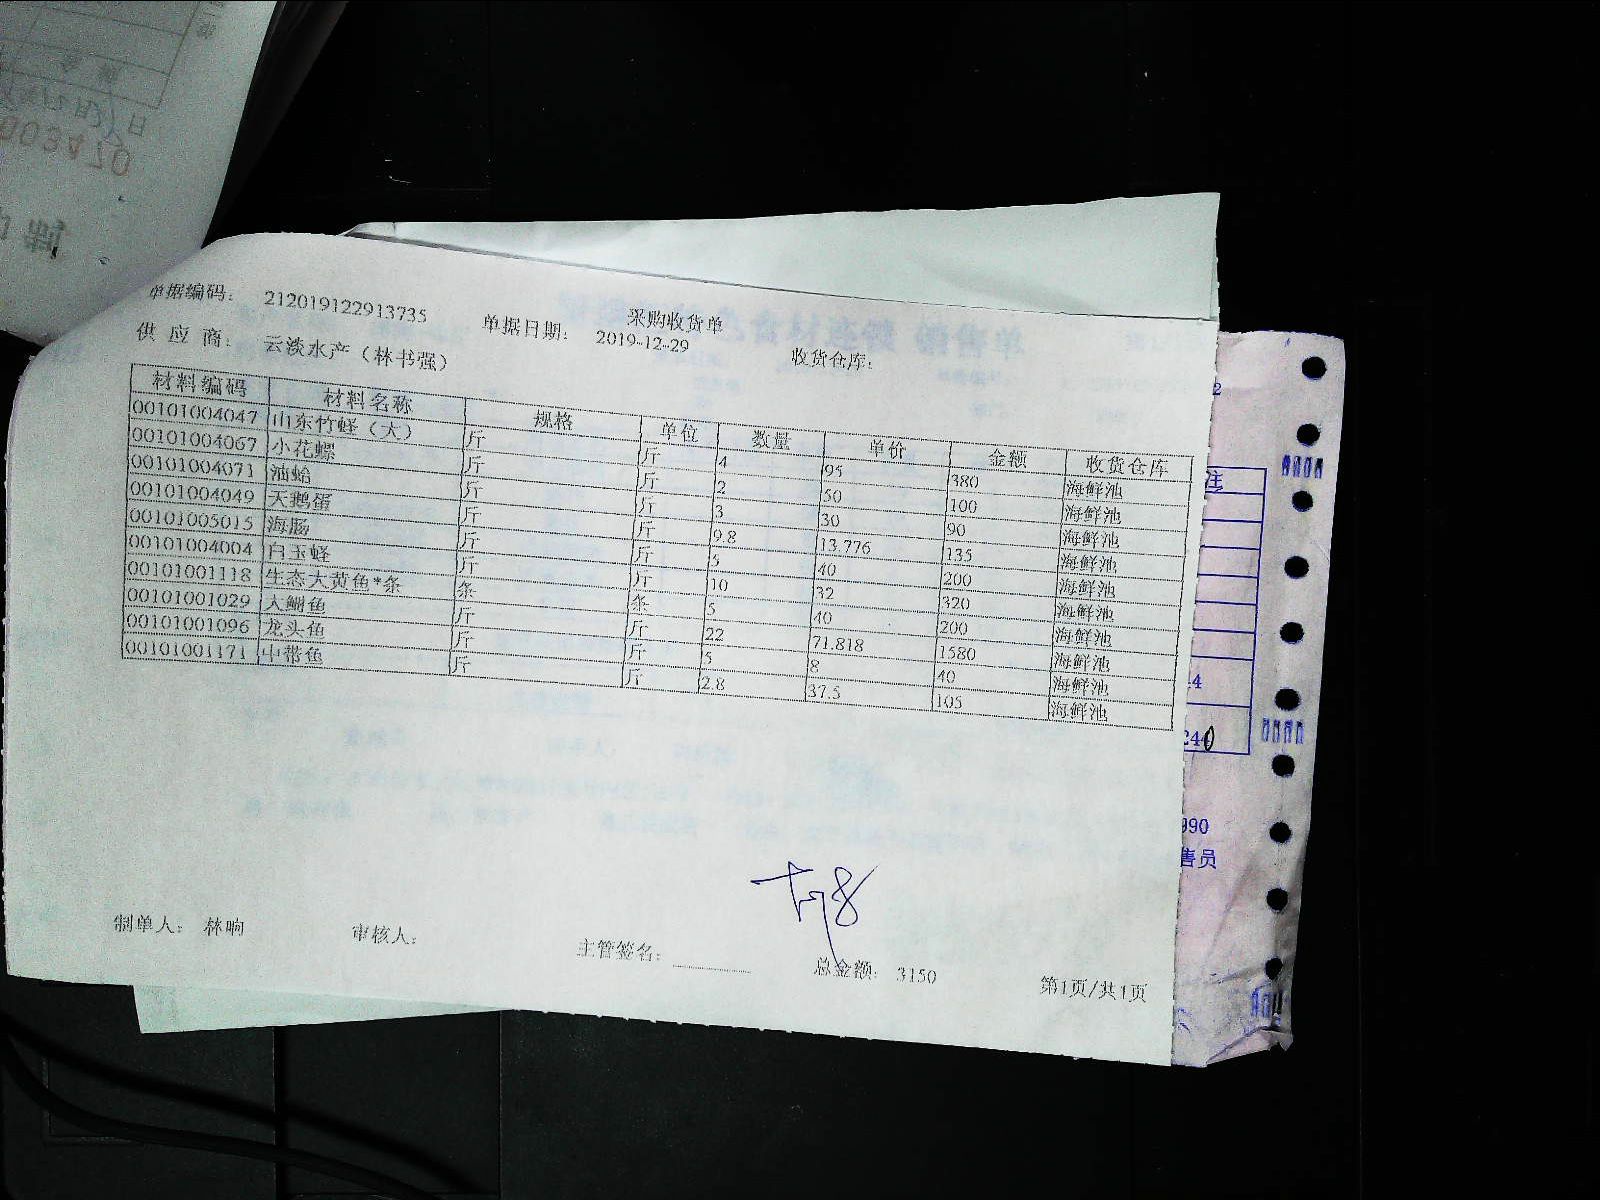 采购收货单
单据编码： 212019122913735 单据日期： 2019-12-29 收货仓库：
供 应 商： 云淡水产（林书强）
材料编码 材料名称 规格 单位 数量 单价 金额 收货仓库
00101004047 山东竹蛏（大） 斤 斤 4 95 380 海鲜池
00101004067 小花螺 斤 斤 2 50 100 海鲜池
00101004071 油蛤 斤 斤 3 30 90 海鲜池
00101004049 天鹅蛋 斤 斤 9.8 13.776 135 海鲜池
00101005015 海肠 斤 斤 5 40 200 海鲜池
00101004004 白玉蛏 斤 斤 10 32 320 海鲜池
00101001118 生态大黄鱼*条 条 条 5 40 200 海鲜池
00101001029 大鲷鱼 斤 斤 22 71.818 1580 海鲜池
00101001096 龙头鱼 斤 斤 5 8 40 海鲜池
00101001171 中带鱼 斤 斤 2.8 37.5 105 海鲜池
制单人： 林响 审核人： 主管签名： 总金额： 3150 第1页/共1页
2
注
990
售员
003470